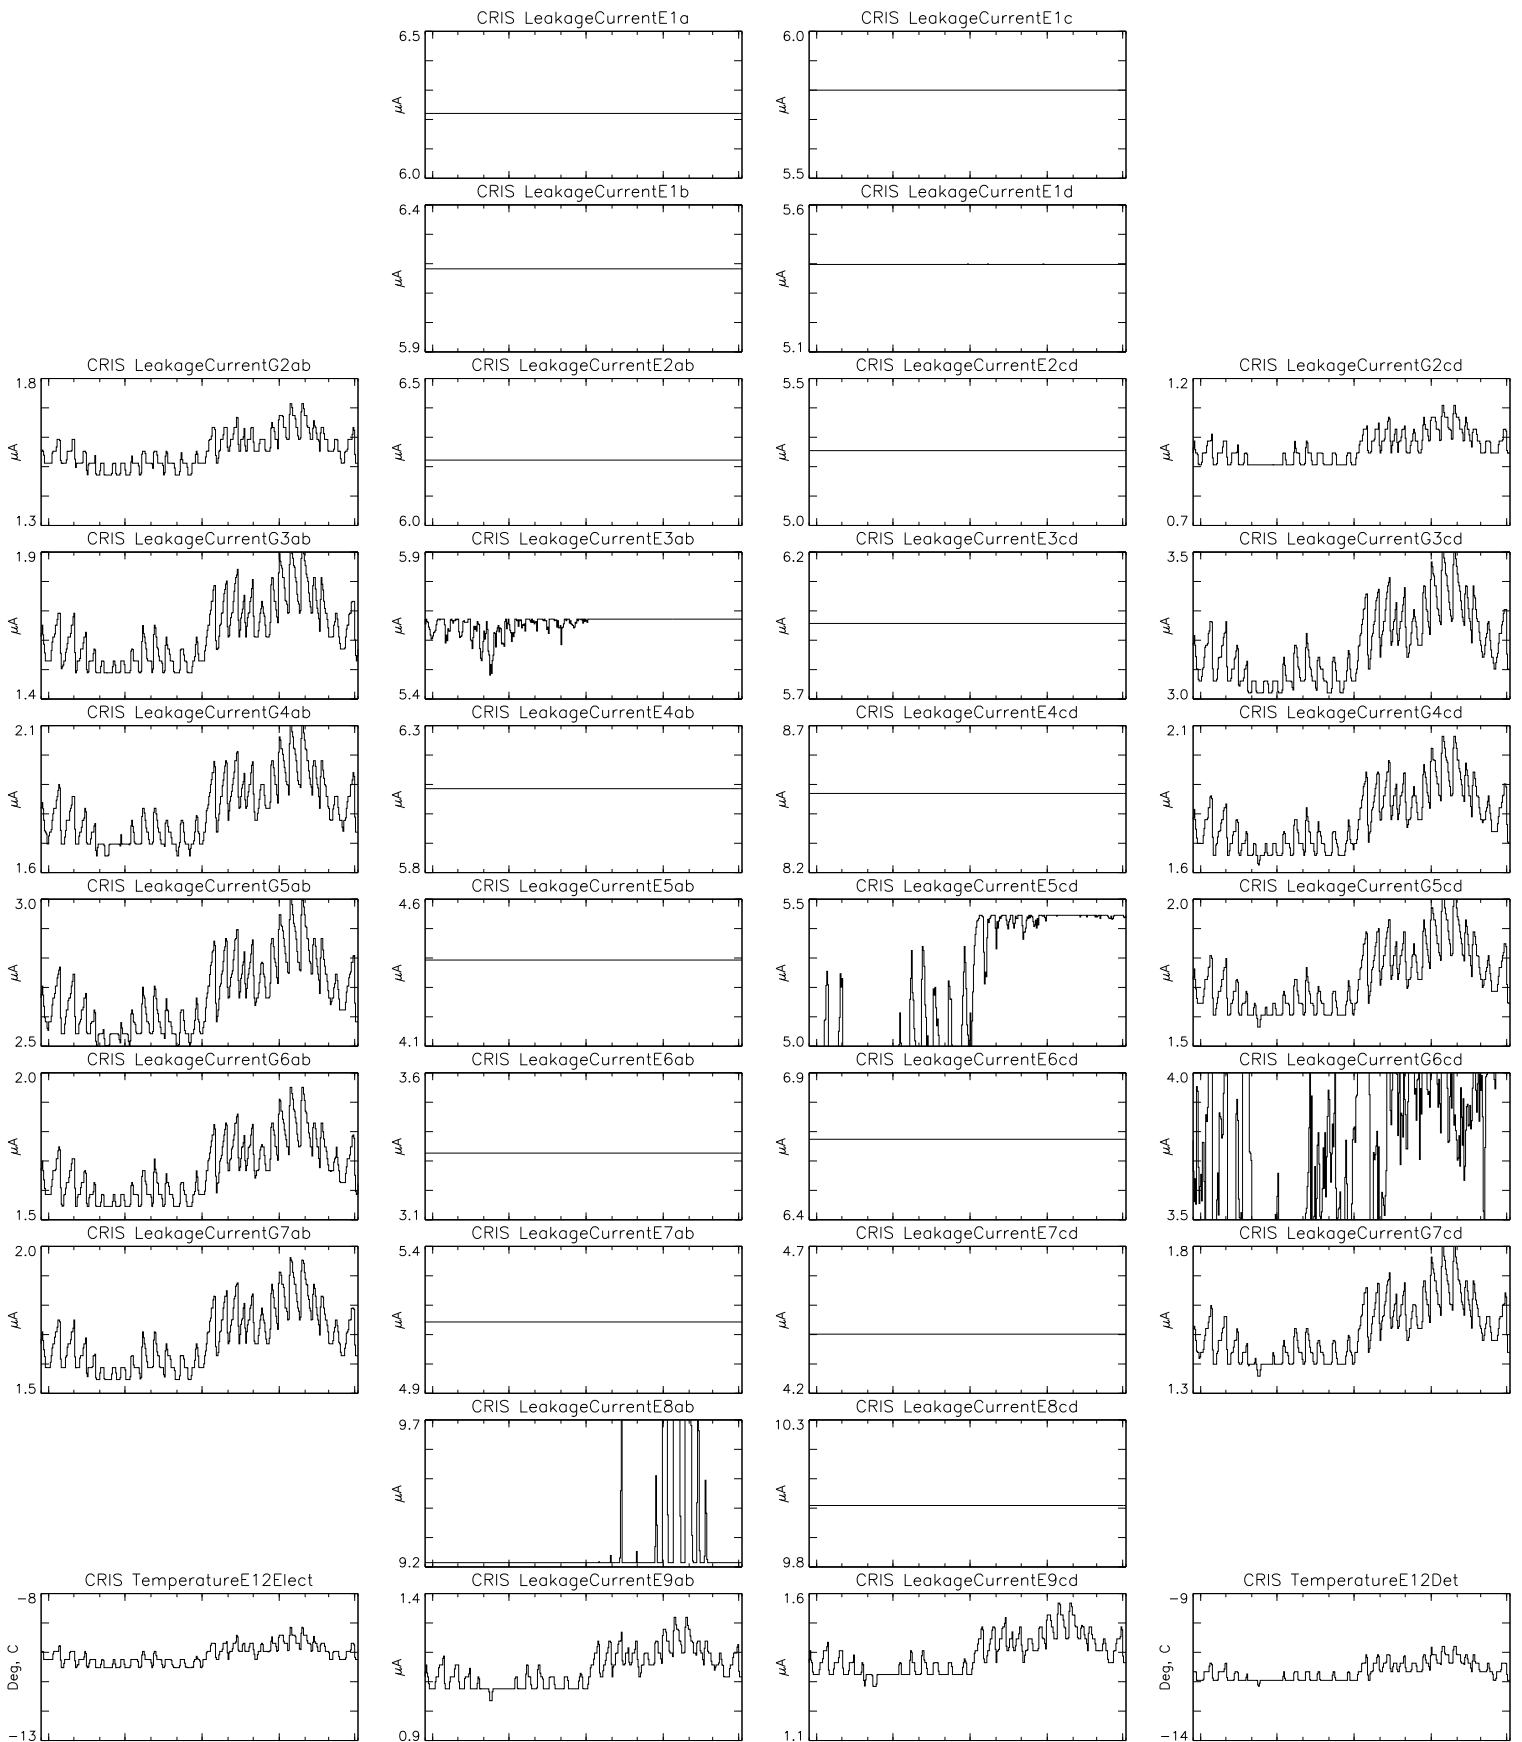 CRIS LeakageCurrentE1a
CRIS LeakageCurrentE1c
6.5
μA
6.0
6.0
μA
5.5
CRIS LeakageCurrentE1b
CRIS LeakageCurrentE1d
6.4
μA
5.9
5.6
μA
5.1
CRIS LeakageCurrentG2ab
CRIS LeakageCurrentE2ab
CRIS LeakageCurrentE2cd
CRIS LeakageCurrentG2cd
1.8
μA
1.3
6.5
μA
6.0
5.5
μA
5.0
1.2
μA
0.7
CRIS LeakageCurrentG3ab
CRIS LeakageCurrentE3ab
CRIS LeakageCurrentE3cd
CRIS LeakageCurrentG3cd
1.9
μA
1.4
5.9
μA
5.4
6.2
μA
5.7
3.5
μA
3.0
CRIS LeakageCurrentG4ab
CRIS LeakageCurrentE4ab
CRIS LeakageCurrentE4cd
CRIS LeakageCurrentG4cd
2.1
μA
1.6
6.3
μA
5.8
8.7
μA
8.2
2.1
μA
1.6
CRIS LeakageCurrentG5ab
CRIS LeakageCurrentE5ab
CRIS LeakageCurrentE5cd
CRIS LeakageCurrentG5cd
3.0
μA
2.5
4.6
μA
4.1
5.5
μA
5.0
2.0
μA
1.5
CRIS LeakageCurrentG6ab
CRIS LeakageCurrentE6ab
CRIS LeakageCurrentE6cd
CRIS LeakageCurrentG6cd
2.0
μA
1.5
3.6
μA
3.1
6.9
μA
6.4
4.0
μA
3.5
CRIS LeakageCurrentG7ab
CRIS LeakageCurrentE7ab
CRIS LeakageCurrentE7cd
CRIS LeakageCurrentG7cd
2.0
μA
1.5
5.4
μA
4.9
4.7
μA
4.2
1.8
μA
1.3
CRIS LeakageCurrentE8ab
CRIS LeakageCurrentE8cd
9.7
μA
9.2
10.3
μA
9.8
CRIS TemperatureE12Elect
CRIS LeakageCurrentE9ab
CRIS LeakageCurrentE9cd
CRIS TemperatureE12Det
−8
Deg, C
−13
1.4
μA
0.9
1.6
μA
1.1
−9
Deg, C
−14